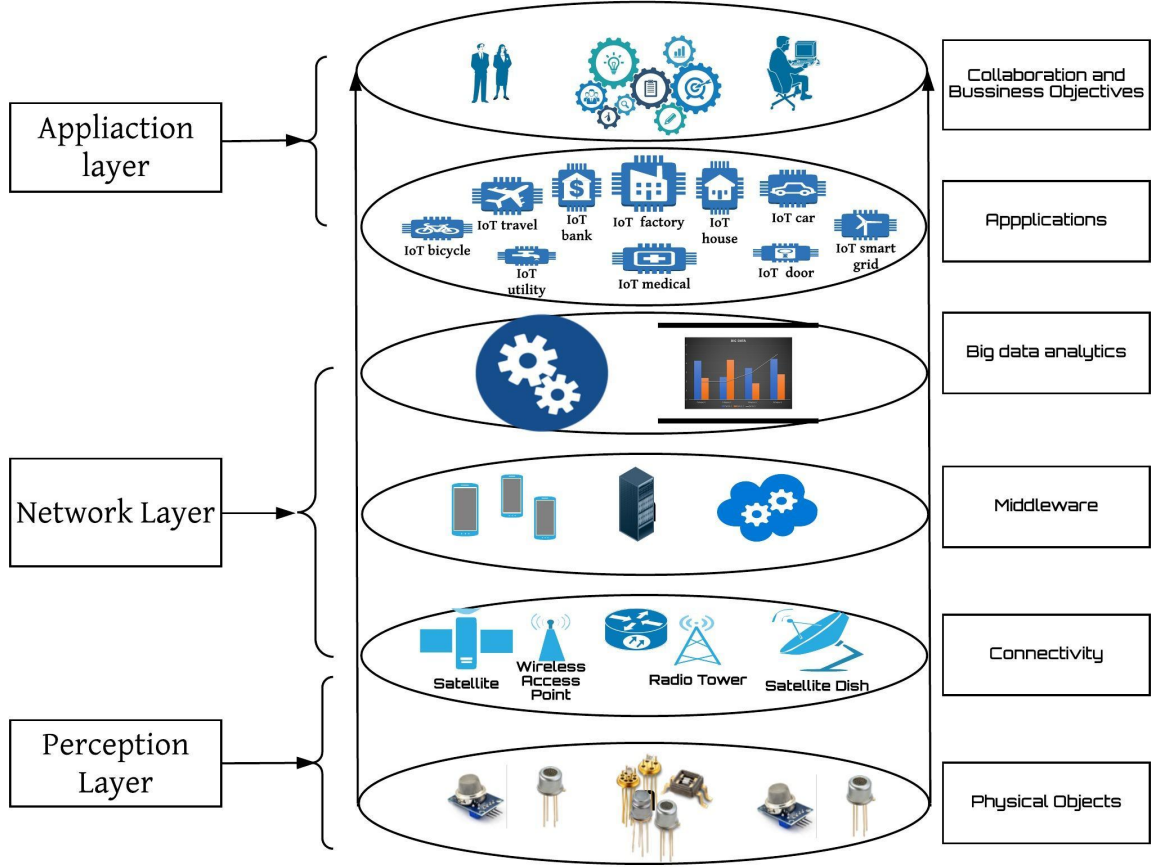 Appliaction
layer
Network Layer
Perception
Layer
IoT travel
IoT
bank
IoT factory
IoT
house
IoT car
IoT bicycle
IoT
utility
IoT medical
IoT door
IoT smart
grid
BIG DATA
Satellite
Wireless
Access
Point
Radio Tower
Satellite Dish
Collaboration and
Bussiness Objectives
Appplications
Big data analytics
Middleware
Connectivity
Physical Objects